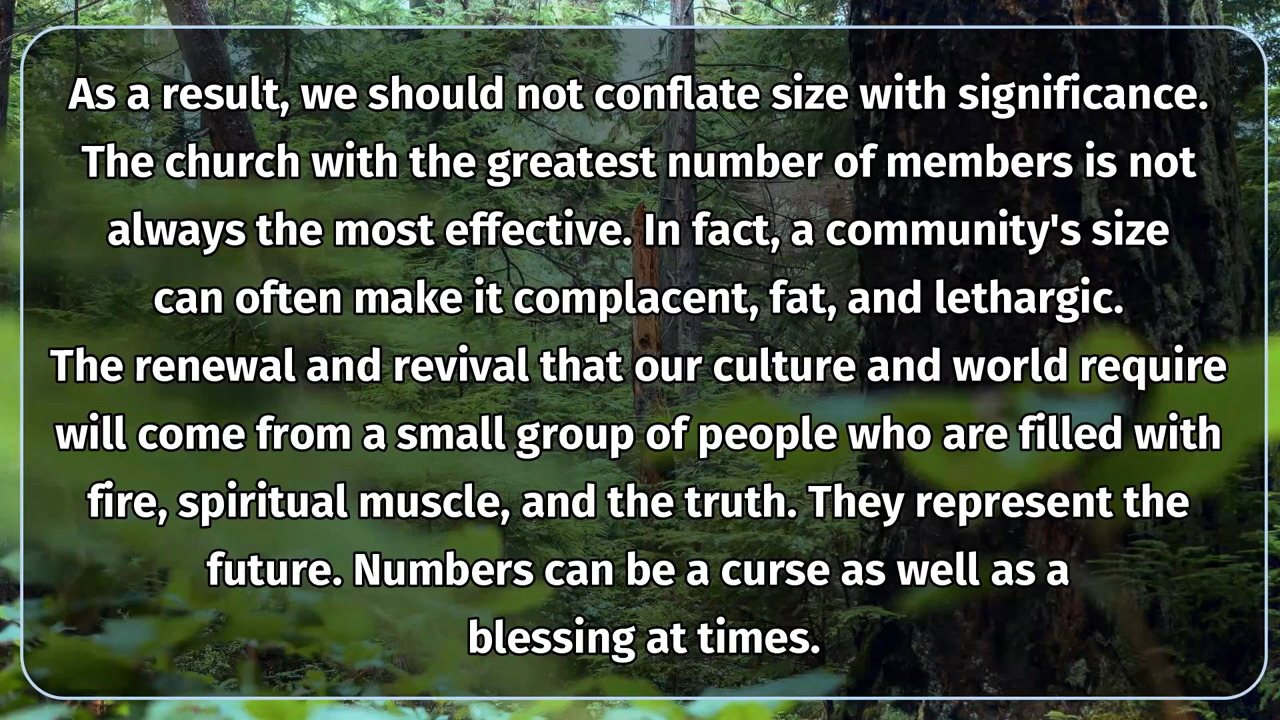 As a result, we should not conflate size with significance.
The church with the greatest number of members is not
always the most effective. In fact, a community's size
can often make it complacent, fat, and lethargic.
The renewal and revival that our culture and world require
will come from a small group of people who are filled with
fire, spiritual muscle, and the truth. They represent the
future. Numbers can be a curse as well as a
blessing at times.